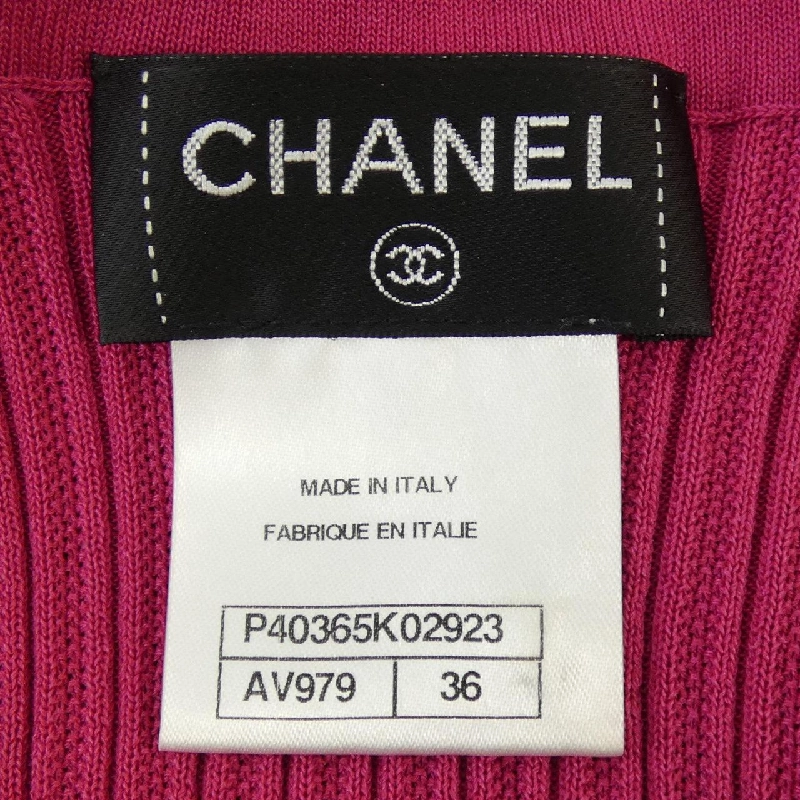 CHANEL
MADE IN ITALY
FABRIQUE EN ITALIE
P40365K02923
AV979 36